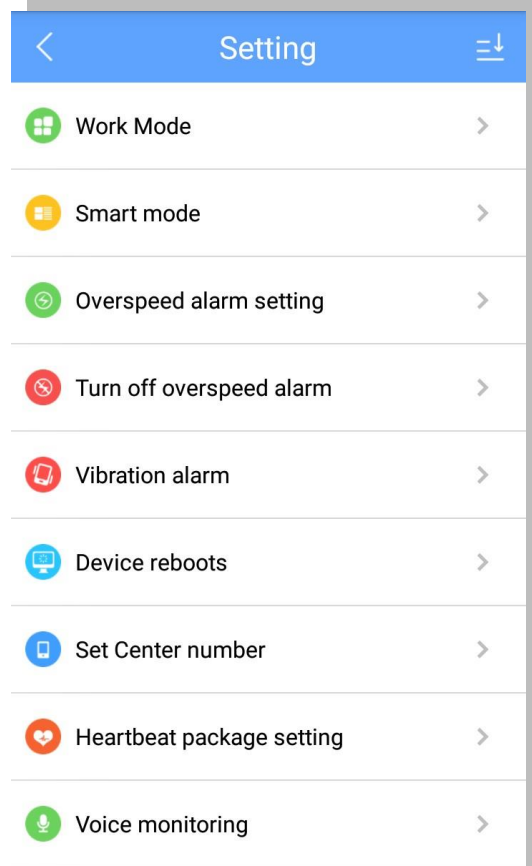 Setting
Work Mode
Smart mode
Overspeed alarm setting
Turn off overspeed alarm
Vibration alarm
Device reboots
Set Center number
Heartbeat package setting
Voice monitoring